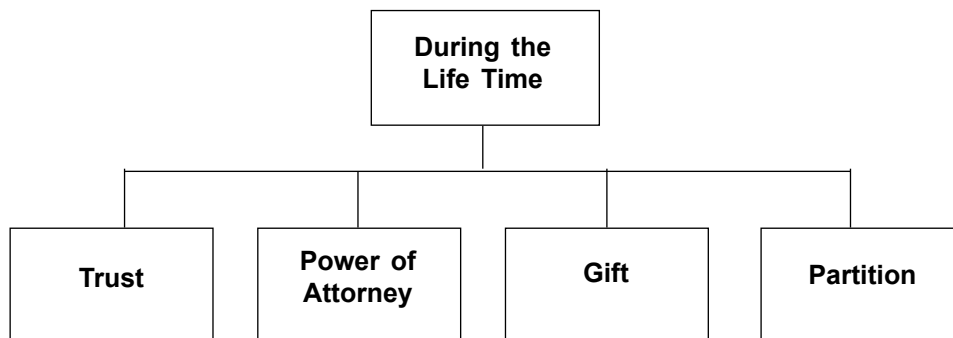 During the
Life Time
Trust
Power of
Attorney
Gift
Partition